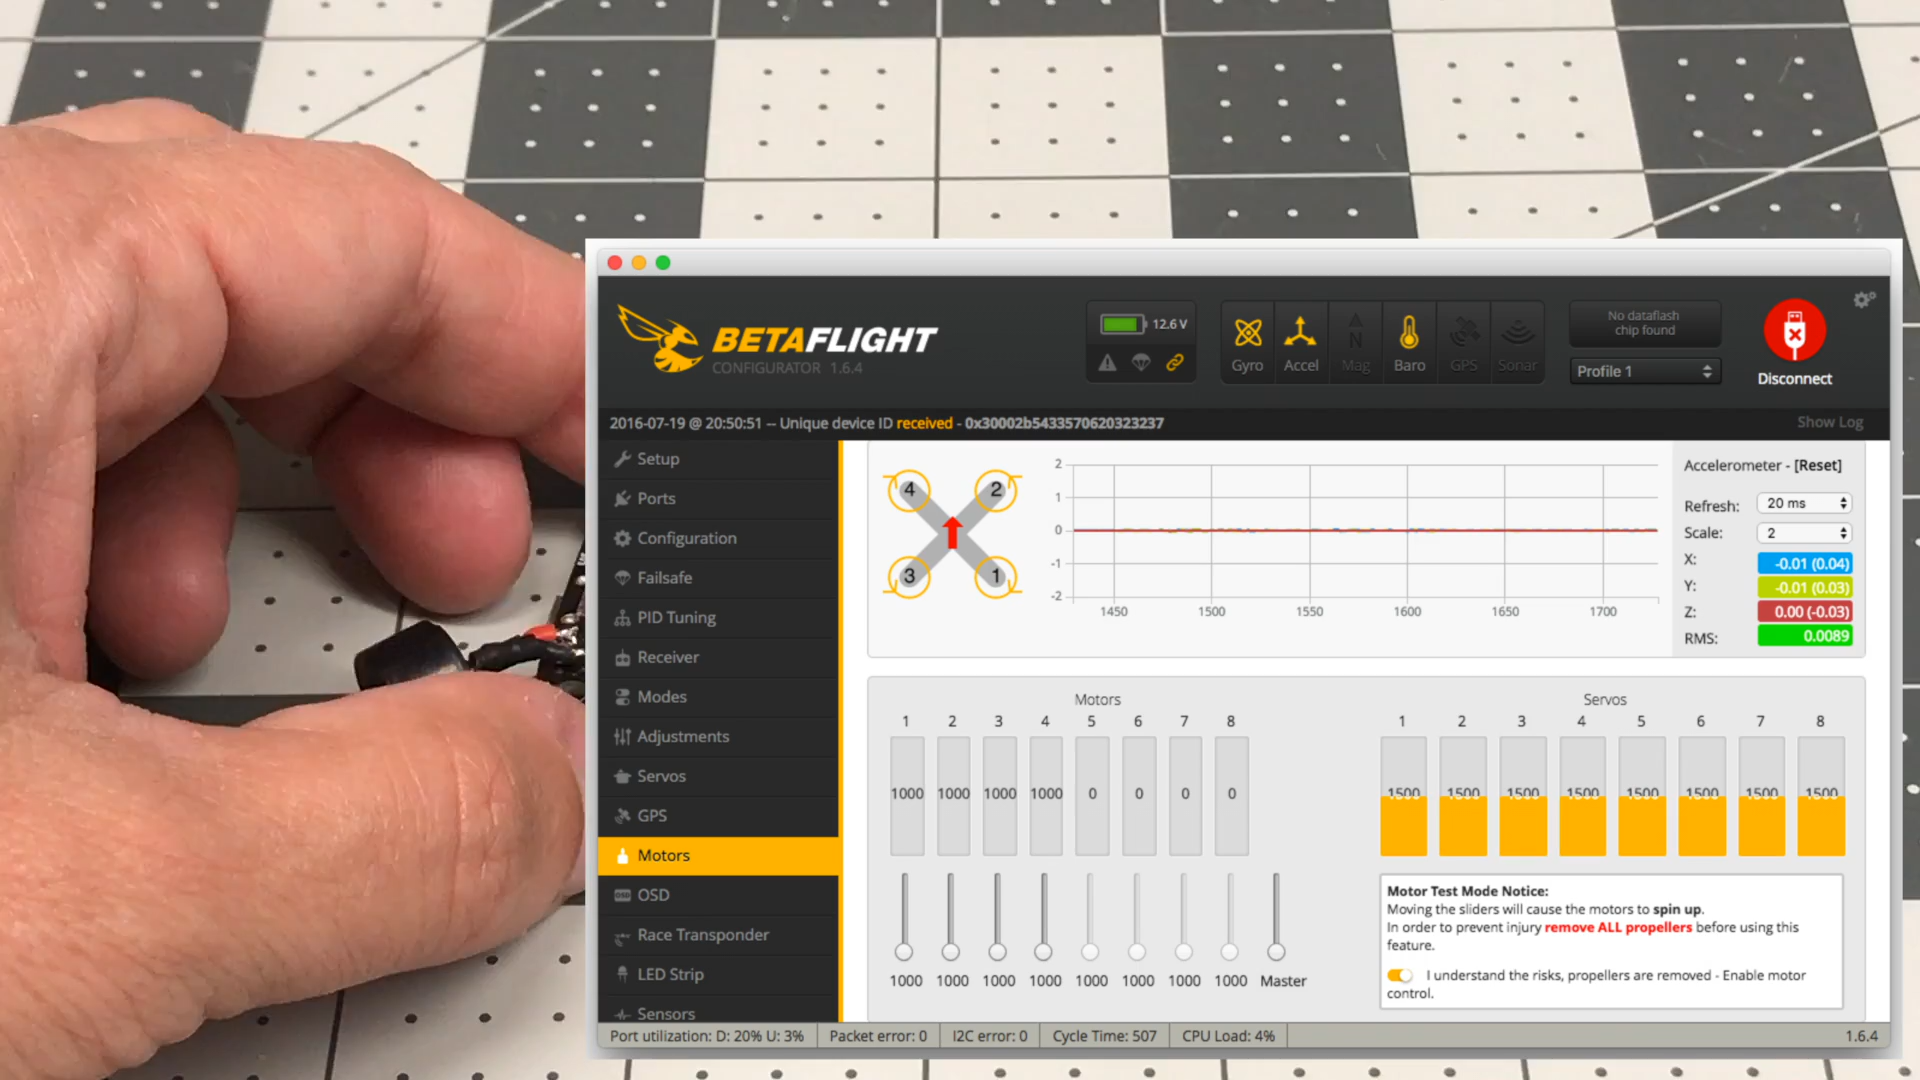 BETAFLIGHT
CONFIGURATOR 1.6.4
12.6 V
Gyro
Accel
Mag
Baro
GPS
Sonar
No dataflash
chip found
Profile 1
Disconnect
2016-07-19 @ 20:50:51 -- Unique device ID received - 0x30002b5433570620323237
Show Log
Setup
Ports
Configuration
Failsafe
PID Tuning
Receiver
Modes
Adjustments
Servos
GPS
Motors
OSD
Race Transponder
LED Strip
Sensors
4 2
3 1
2
1
0
-1
-2
1450 1500 1550 1600 1650 1700
Accelerometer - [Reset]
Refresh: 20 ms
Scale: 2
X: -0.01 (0.04)
Y: -0.01 (0.03)
Z: 0.00 (-0.03)
RMS: 0.0089
Motors
1 2 3 4 5 6 7 8
1000 1000 1000 1000 0 0 0 0
1000 1000 1000 1000 1000 1000 1000 1000 Master
Servos
1 2 3 4 5 6 7 8
1500 1500 1500 1500 1500 1500 1500 1500
Motor Test Mode Notice:
Moving the sliders will cause the motors to spin up.
In order to prevent injury remove ALL propellers before using this
feature.
I understand the risks, propellers are removed - Enable motor
control.
Port utilization: D: 20% U: 3%
Packet error: 0
I2C error: 0
Cycle Time: 507
CPU Load: 4%
1.6.4